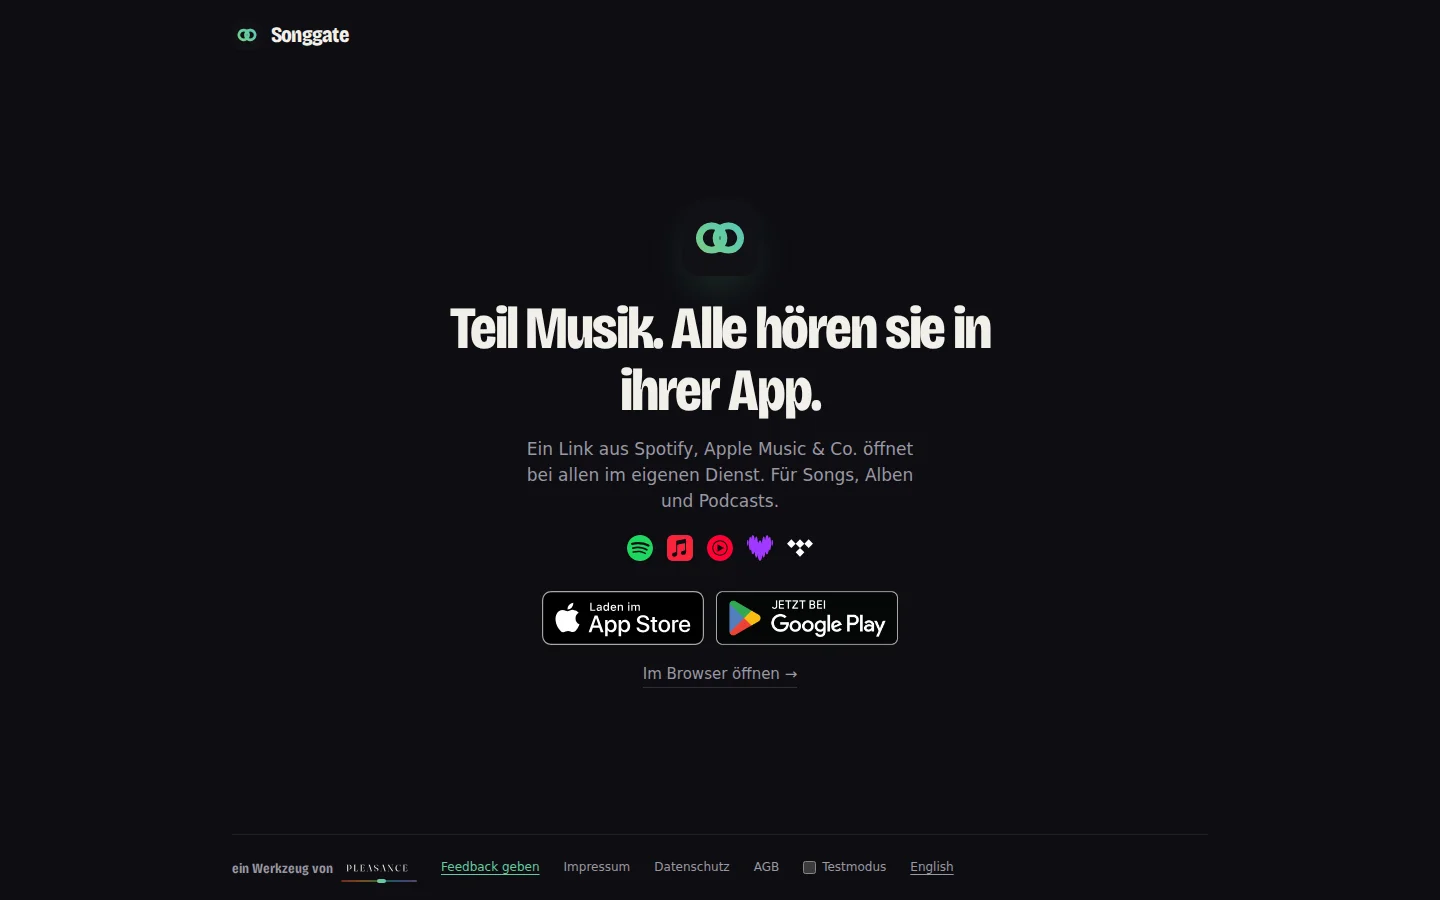 Songgate
Teil Musik. Alle hören sie in
ihrer App.
Ein Link aus Spotify, Apple Music & Co. öffnet
bei allen im eigenen Dienst. Für Songs, Alben
und Podcasts.
Laden im
App Store
JETZT BEI
Google Play
Im Browser öffnen →
ein Werkzeug von PLEASANCE Feedback geben Impressum Datenschutz AGB Testmodus English